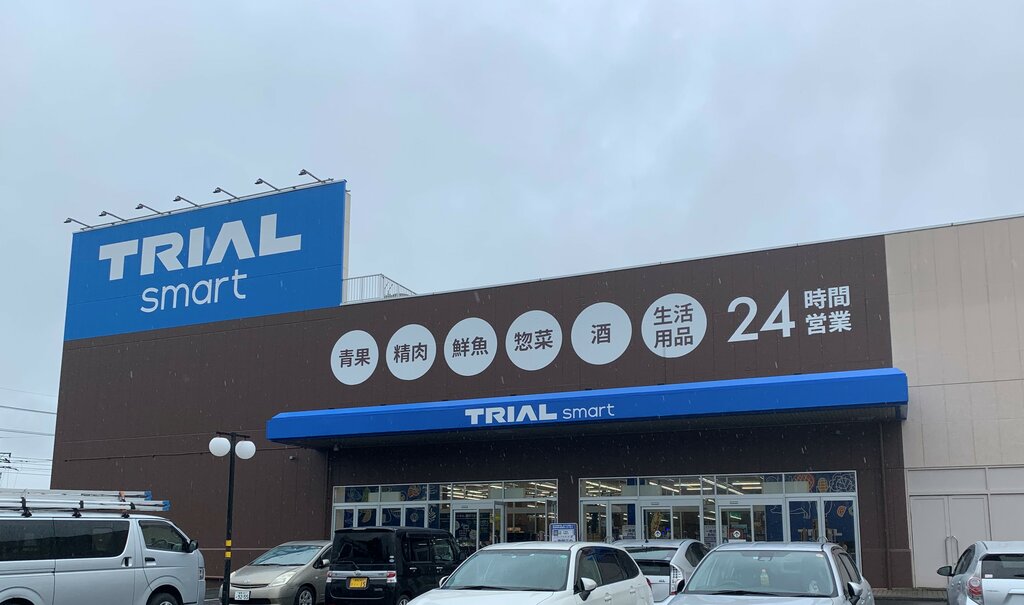 TRIAL
smart
青果
精肉
鮮魚
惣菜
酒
生活
用品
24 時間
営業
TRIAL smart